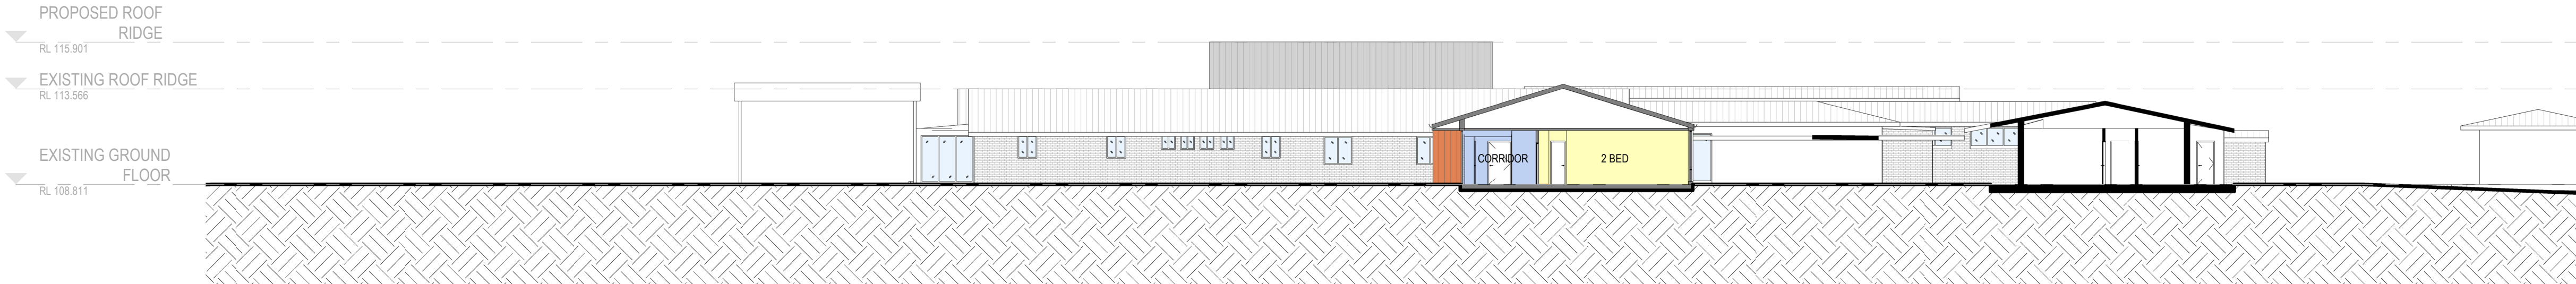 PROPOSED ROOF
RIDGE
RL 115.901
EXISTING ROOF RIDGE
RL 113.566
EXISTING GROUND
FLOOR
RL 108.811
CORRIDOR
2 BED